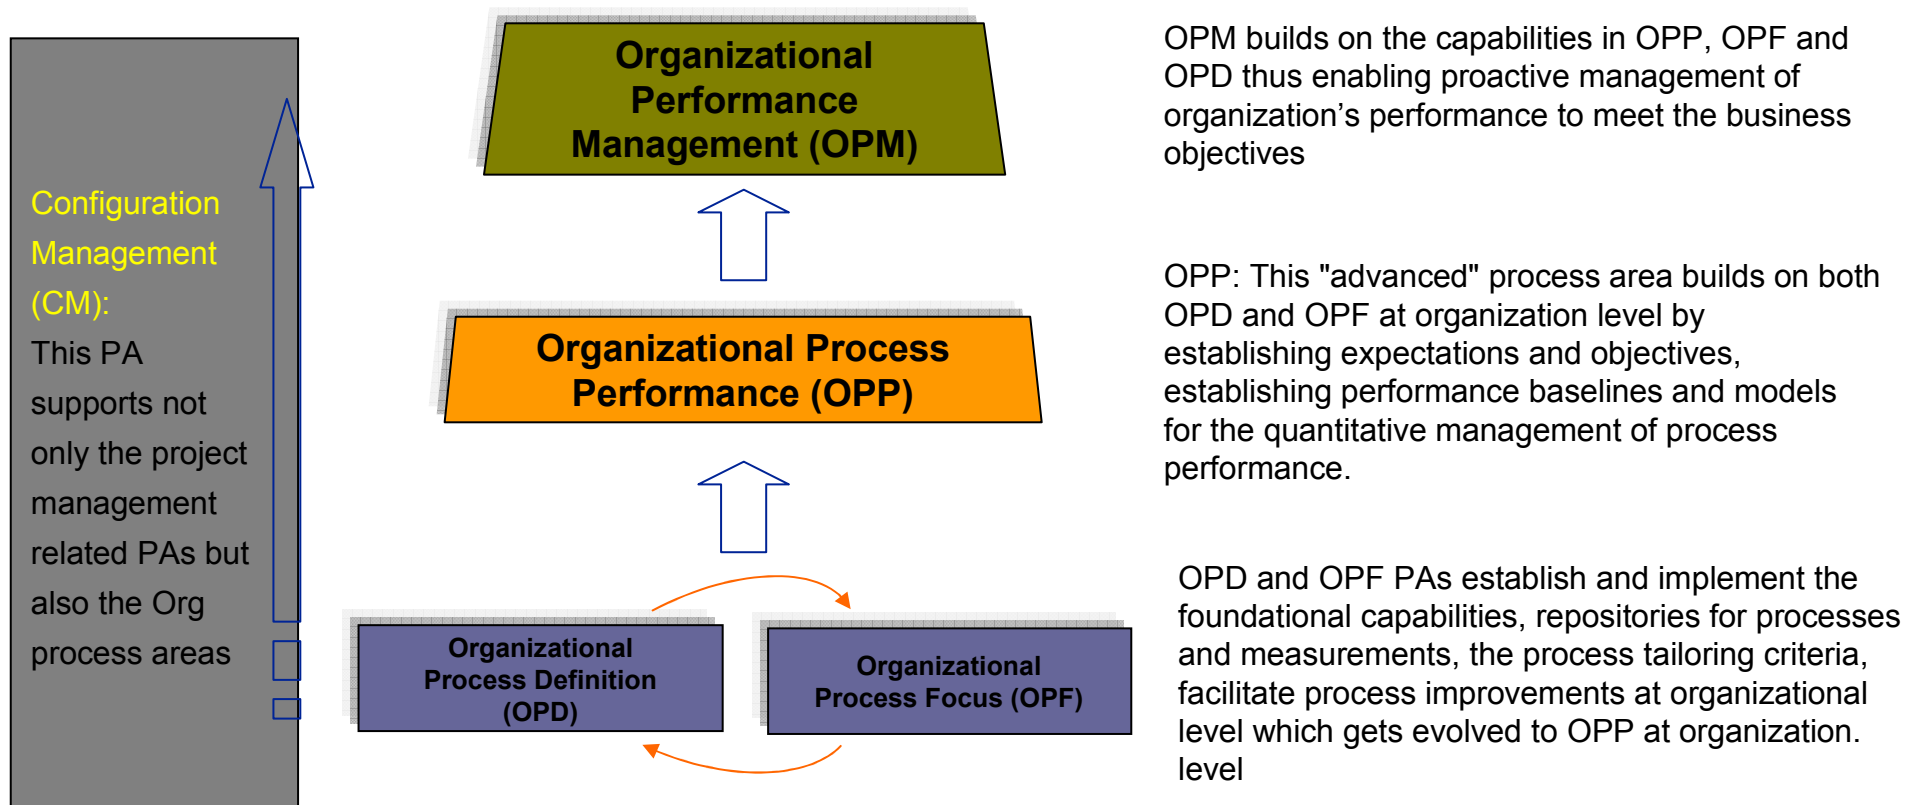 Configuration
Management
(CM):
This PA
supports not
only the project
management
related PAs but
also the Org
process areas
Organizational
Performance
Management (OPM)
OPM builds on the capabilities in OPP, OPF and
OPD thus enabling proactive management of
organization’s performance to meet the business
objectives
Organizational Process
Performance (OPP)
OPP: This "advanced" process area builds on both
OPD and OPF at organization level by
establishing expectations and objectives,
establishing performance baselines and models
for the quantitative management of process
performance.
Organizational
Process Definition
(OPD)
Organizational
Process Focus (OPF)
OPD and OPF PAs establish and implement the
foundational capabilities, repositories for processes
and measurements, the process tailoring criteria,
facilitate process improvements at organizational
level which gets evolved to OPP at organization.
level